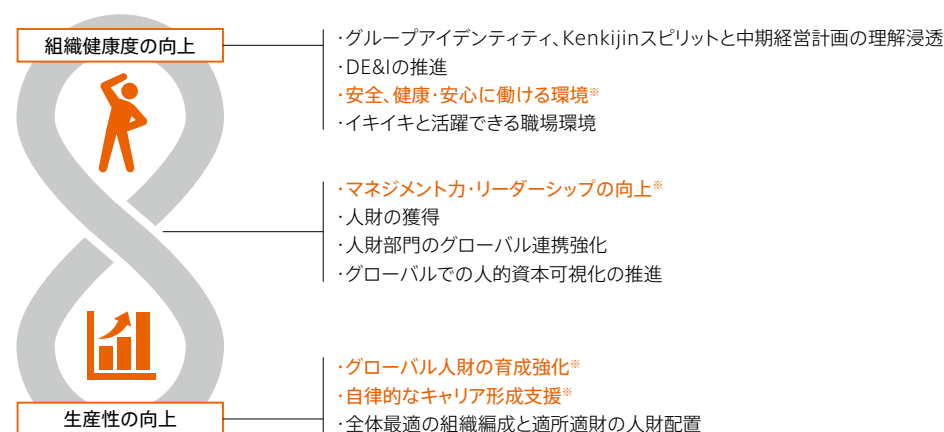 組織健康度の向上
·グループアイデンティティ、Kenkijinスピリットと中期経営計画の理解浸透
·DE&Iの推進
·安全、健康·安心に働ける環境※
·イキイキと活躍できる職場環境
·マネジメント力·リーダーシップの向上※
·人財の獲得
·人財部門のグローバル連携強化
·グローバルでの人的資本可視化の推進
·グローバル人財の育成強化※
·自律的なキャリア形成支援※
生産性の向上
·全体最適の組織編成と適所適財の人財配置